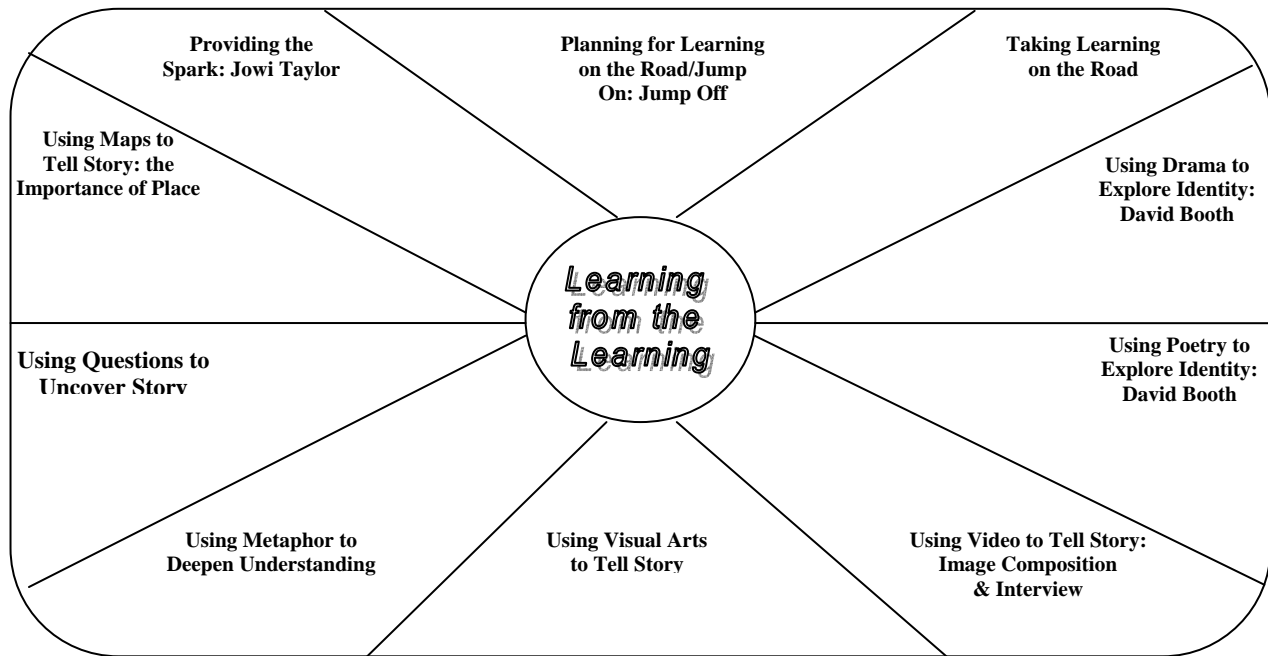 Providing the
Spark: Jowi Taylor
Planning for Learning
on the Road/Jump
On: Jump Off
Taking Learning
on the Road
Using Maps to
Tell Story: the
Importance of Place
Using Drama to
Explore Identity:
David Booth
Learning
from the
Learning
Using Questions to
Uncover Story
Using Poetry to
Explore Identity:
David Booth
Using Metaphor to
Deepen Understanding
Using Visual Arts
to Tell Story
Using Video to Tell Story:
Image Composition
& Interview